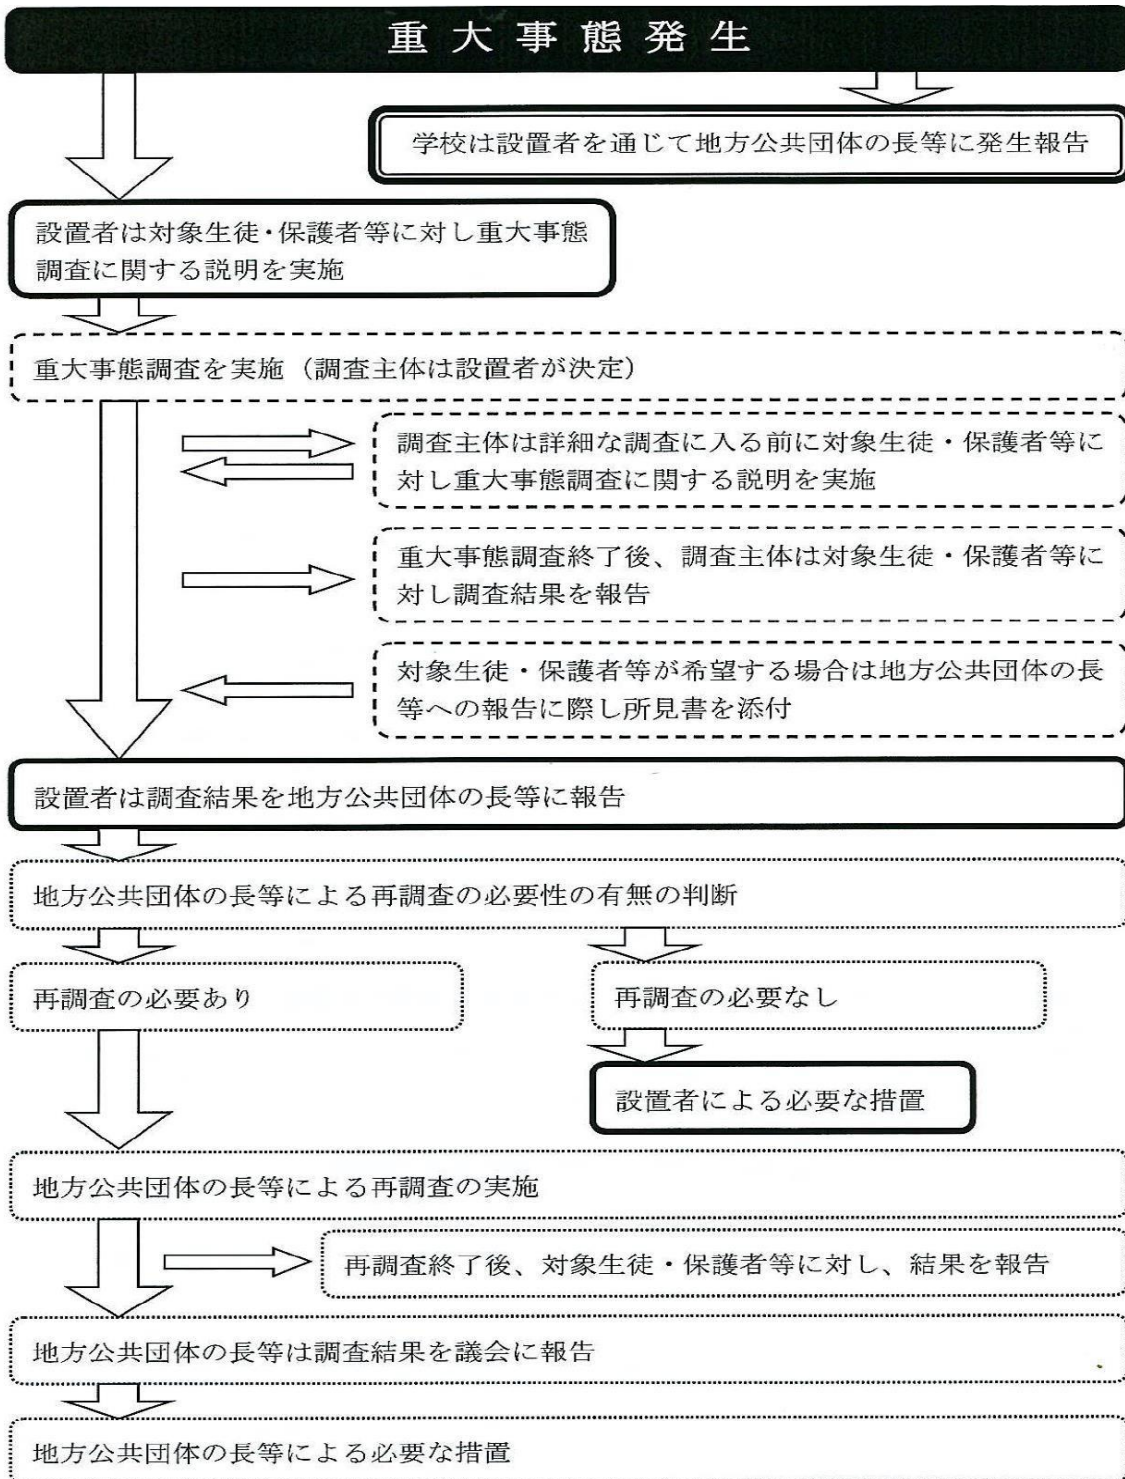 重大事態発生
学校は設置者を通じて地方公共団体の長等に発生報告
設置者は対象生徒・保護者等に対し重大事態
調査に関する説明を実施
重大事態調査を実施（調査主体は設置者が決定）
調査主体は詳細な調査に入る前に対象生徒・保護者等に
対し重大事態調査に関する説明を実施
重大事態調査終了後、調査主体は対象生徒・保護者等に
対し調査結果を報告
対象生徒・保護者等が希望する場合は地方公共団体の長
等への報告に際し所見書を添付
設置者は調査結果を地方公共団体の長等に報告
地方公共団体の長等による再調査の必要性の有無の判断
再調査の必要あり
再調査の必要なし
設置者による必要な措置
地方公共団体の長等による再調査の実施
再調査終了後、対象生徒・保護者等に対し、結果を報告
地方公共団体の長等は調査結果を議会に報告
地方公共団体の長等による必要な措置